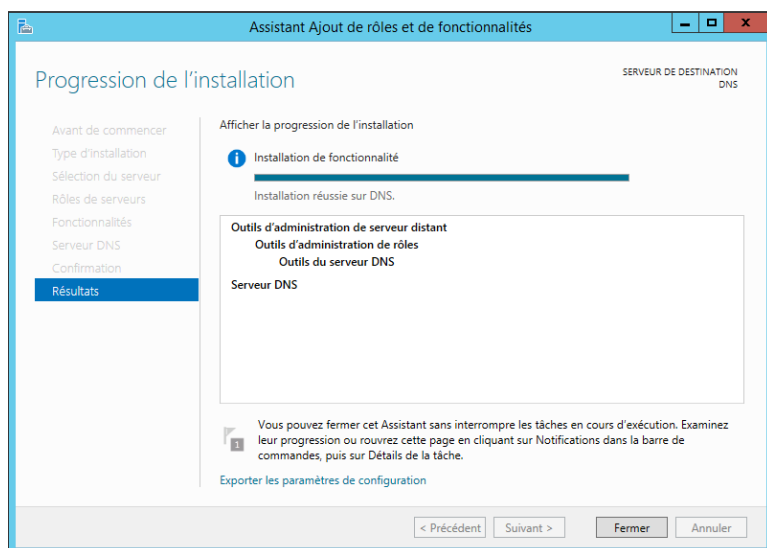 Assistant Ajout de rôles et de fonctionnalités
Progression de l'installation
SERVEUR DE DESTINATION
DNS
Avant de commencer
Type d'installation
Sélection du serveur
Rôles de serveurs
Fonctionnalités
Serveur DNS
Confirmation
Résultats
Afficher la progression de l'installation
Installation de fonctionnalité
Installation réussie sur DNS.
Outils d'administration de serveur distant
Outils d'administration de rôles
Outils du serveur DNS
Serveur DNS
1
Vous pouvez fermer cet Assistant sans interrompre les tâches en cours d'exécution. Examinez
leur progression ou rouvrez cette page en cliquant sur Notifications dans la barre de
commandes, puis sur Détails de la tâche.
Exporter les paramètres de configuration
< Précédent Suivant > Fermer Annuler